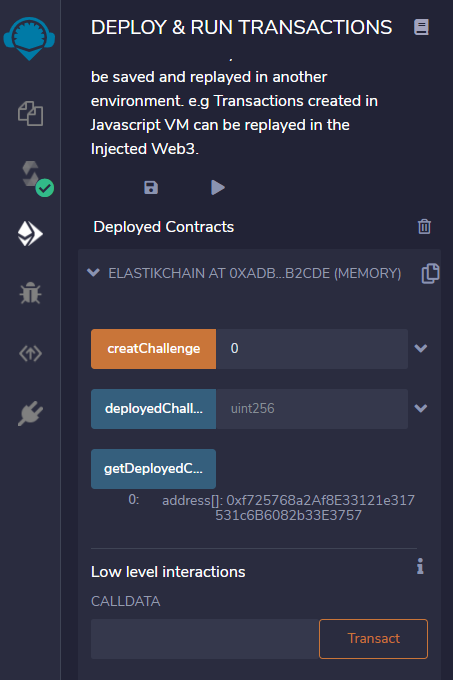 DEPLOY & RUN TRANSACTIONS
be saved and replayed in another
environment. e.g Transactions created in
Javascript VM can be replayed in the
Injected Web3.
Deployed Contracts
ELASTIKCHAIN AT 0XADB...B2CDE (MEMORY)
creatChallenge 0
deployedChall... uint256
getDeployedC...
0: address[]: 0xf725768a2Af8E33121e317
531c6B6082b33E3757
Low level interactions
CALLDATA
Transact